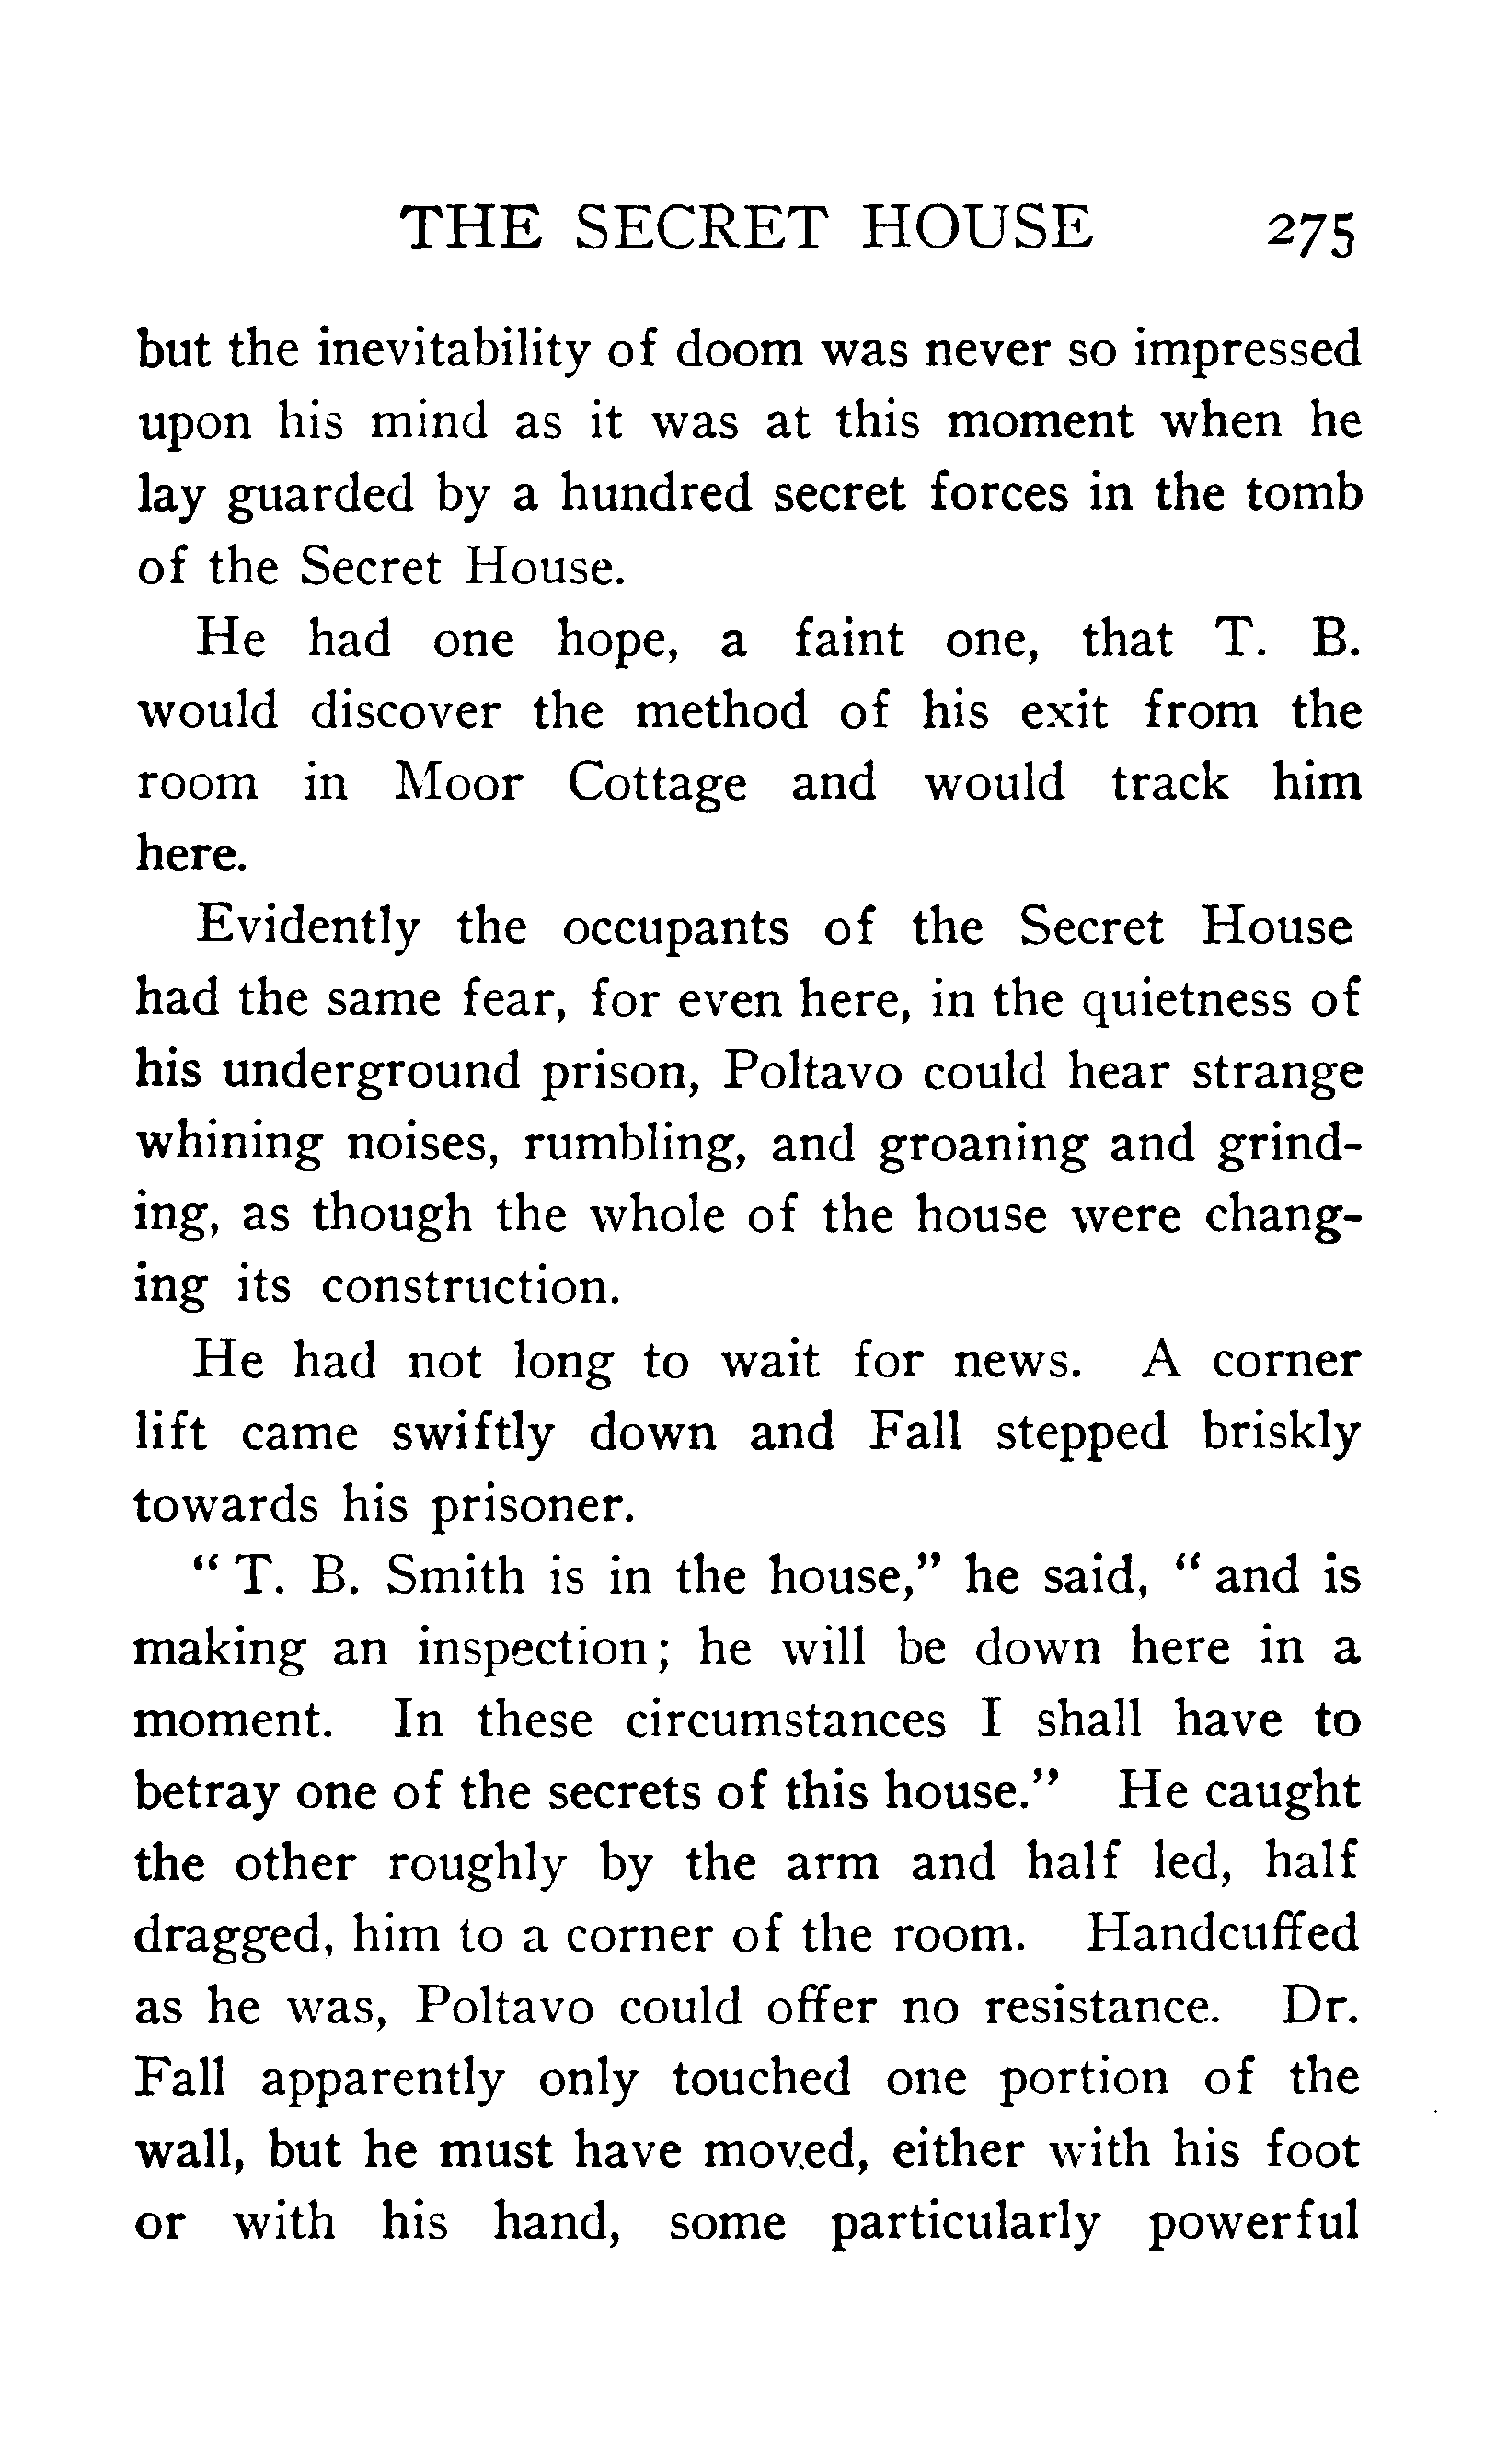 THE SECRET HOUSE 275
but the inevitability of doom was never so impressed
upon his mind as it was at this moment when he
lay guarded by a hundred secret forces in the tomb
of the Secret House.
He had one hope, a faint one, that T. B.
would discover the method of his exit from the
room in Moor Cottage and would track him
here.
Evidently the occupants of the Secret House
had the same fear, for even here, in the quietness of
his underground prison, Poltavo could hear strange
whining noises, rumbling, and groaning and grind-
ing, as though the whole of the house were chang-
ing its construction.
He had not long to wait for news. A corner
lift came swiftly down and Fall stepped briskly
towards his prisoner.
“ T. B. Smith is in the house,” he said, “ and is
making an inspection; he will be down here in a
moment. In these circumstances I shall have to
betray one of the secrets of this house.” He caught
the other roughly by the arm and half led, half
dragged, him to a corner of the room. Handcuffed
as he was, Poltavo could offer no resistance. Dr.
Fall apparently only touched one portion of the
wall, but he must have moved, either with his foot
or with his hand, some particularly powerful